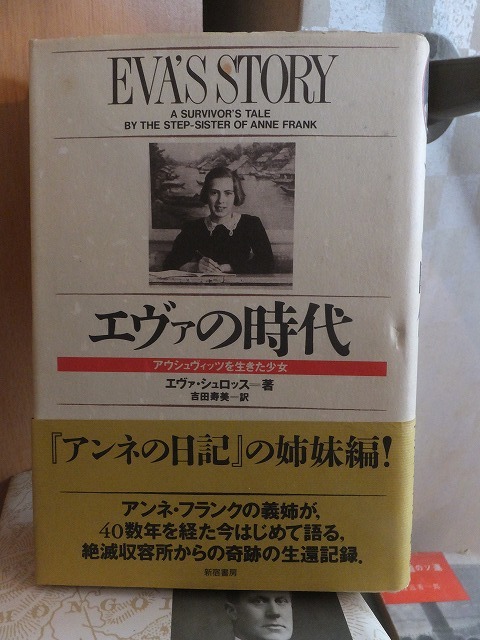 EVA'S STORY
A SURVIVOR'S TALE
BY THE STEP-SISTER OF ANNE FRANK
エヴァの時代
アウシュヴィッツを生きた少女
エヴァ・シュロッス＝著
吉田寿美―訳
『アンネの日記』の姉妹編!
アンネ・フランクの義姉が,
40数年を経た今はじめて語る,
絶滅収容所からの奇跡の生還記録.
新宿書房